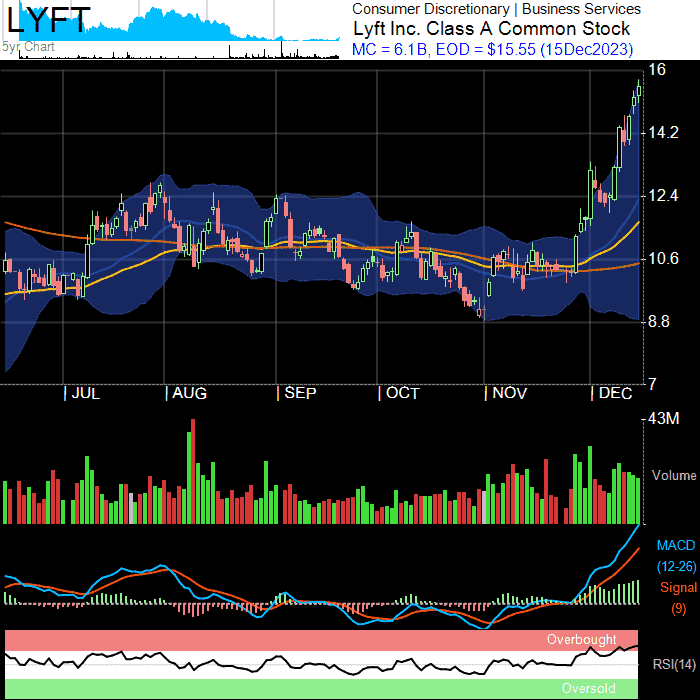 LYFT
5yr Chart
Consumer Discretionary | Business Services
Lyft Inc. Class A Common Stock
MC = 6.1B, EOD = $15.55 (15Dec2023)
16
14.2
12.4
10.6
8.8
7
| JUL | AUG | SEP | OCT | NOV | DEC
43M
Volume
MACD
(12-26)
Signal
(9)
Overbought
RSI(14)
Oversold